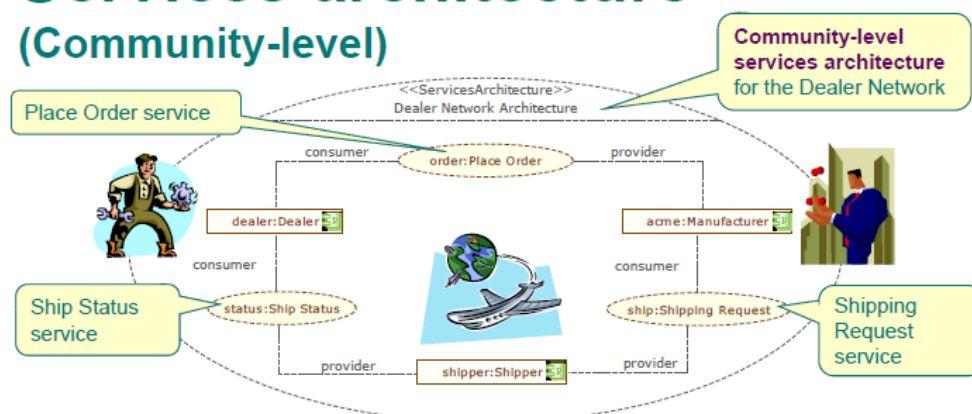 Services architecture
(Community-level)
Community-level
services architecture
for the Dealer Network
<<ServicesArchitecture>>
Dealer Network Architecture
Place Order service
consumer
order:Place Order
provider
dealer:Dealer
acme:Manufacturer
consumer
consumer
Ship Status
service
status:Ship Status
ship:Shipping Request
Shipping
Request
service
provider
shipper:Shipper
provider